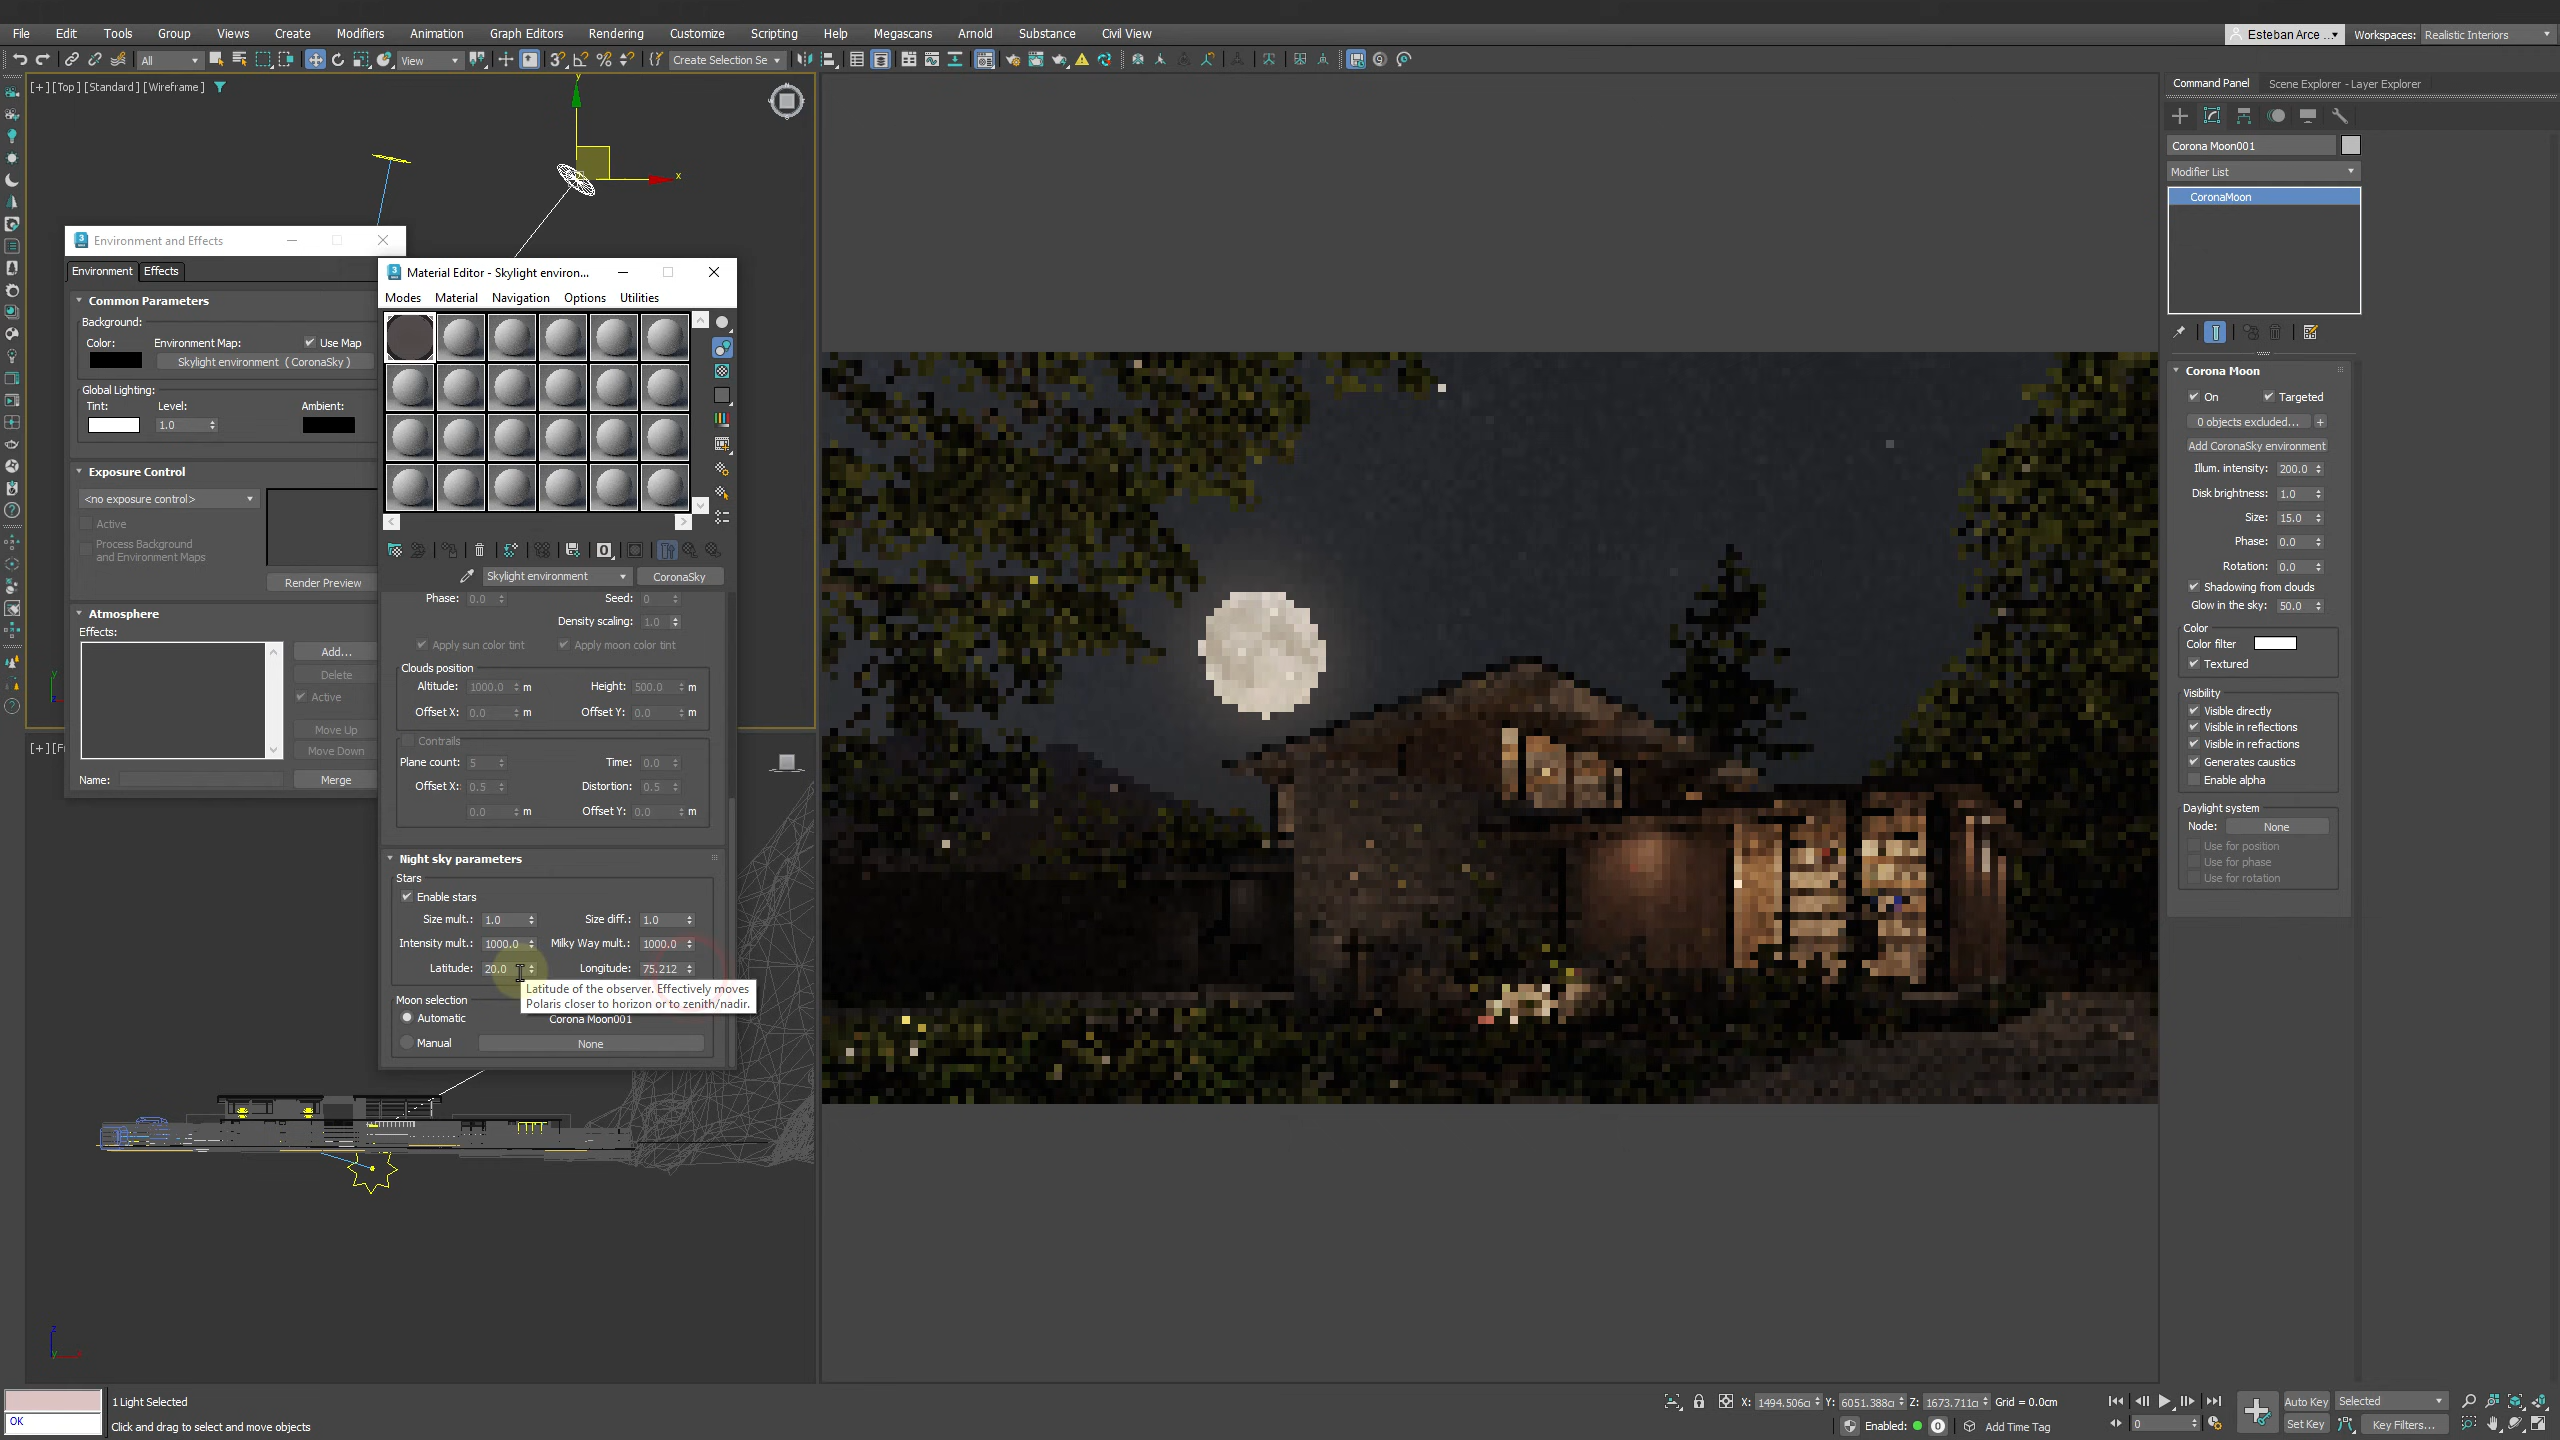 File Edit Tools Group Views Create Modifiers Animation Graph Editors Rendering Customize Scripting Help Megascans Arnold Substance Civil View
Esteban Arce ... Workspaces: Realistic Interiors
All View Create Selection Se
[+] [Top] [Standard] [Wireframe]
y
x
Command Panel Scene Explorer - Layer Explorer
Corona Moon001
Modifier List
CoronaMoon
Environment and Effects
Environment Effects
Common Parameters
Background:
Color: Environment Map: Use Map
Skylight environment ( CoronaSky )
Global Lighting:
Tint: Level: Ambient:
1.0
Exposure Control
<no exposure control>
Active
Process Background
and Environment Maps
Render Preview
Atmosphere
Effects:
Add...
Delete
Active
Move Up
Move Down
Name: Merge
Material Editor - Skylight environ...
Modes Material Navigation Options Utilities
Skylight environment CoronaSky
Phase: 0.0 Seed: 0
Density scaling: 1.0
Apply sun color tint Apply moon color tint
Clouds position
Altitude: 1000.0 m Height: 500.0 m
Offset X: 0.0 m Offset Y: 0.0 m
Contrails
Plane count: 5 Time: 0.0
Offset X: 0.5 Distortion: 0.5
0.0 m Offset Y: 0.0 m
Night sky parameters
Stars
Enable stars
Size mult.: 1.0 Size diff.: 1.0
Intensity mult.: 1000.0 Milky Way mult.: 1000.0
Latitude: 20.0 Longitude: 75.212
Latitude of the observer. Effectively moves
Polaris closer to horizon or to zenith/nadir.
Moon selection
Automatic Corona Moon001
Manual None
Corona Moon
On Targeted
0 objects excluded... +
Add CoronaSky environment
Illum. intensity: 200.0
Disk brightness: 1.0
Size: 15.0
Phase: 0.0
Rotation: 0.0
Shadowing from clouds
Glow in the sky: 50.0
Color
Color filter
Textured
Visibility
Visible directly
Visible in reflections
Visible in refractions
Generates caustics
Enable alpha
Daylight system
Node: None
Use for position
Use for phase
Use for rotation
1 Light Selected
OK Click and drag to select and move objects
X: 1494.506c Y: 6051.388c Z: 1673.711c Grid = 0.0cm
Enabled: 0 Add Time Tag
0
Auto Key Selected
Set Key Key Filters...